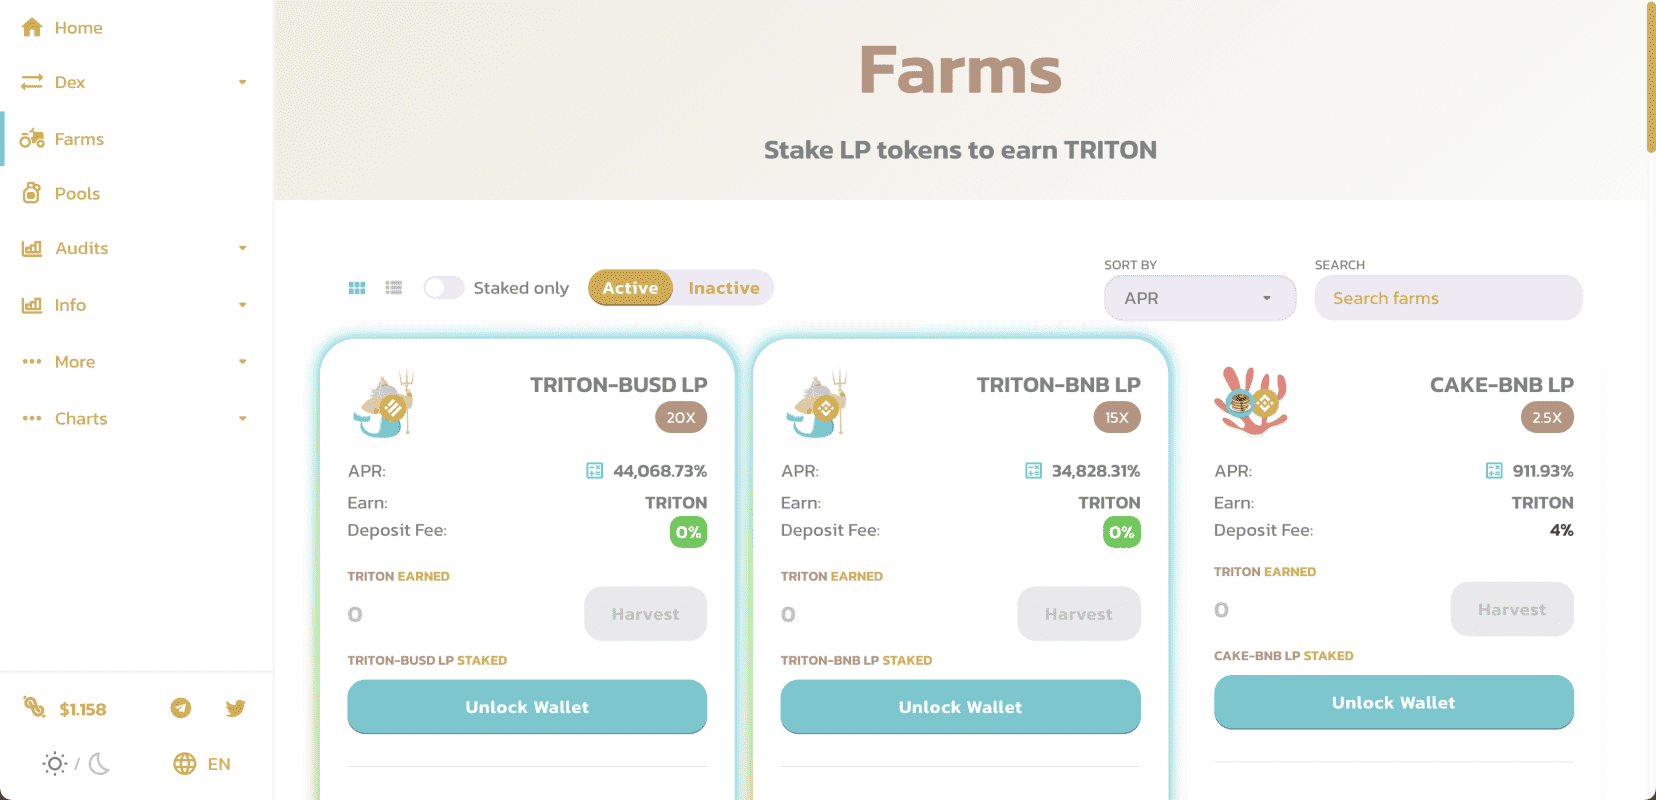 Home
Dex
Farms
Pools
Audits
Info
More
Charts
$1.158
/
EN
Farms
Stake LP tokens to earn TRITON
Staked only
Active
Inactive
SORT BY
APR
SEARCH
Search farms
TRITON-BUSD LP
20X
APR:
44,068.73%
Earn:
TRITON
Deposit Fee:
0%
TRITON EARNED
0
Harvest
TRITON-BUSD LP STAKED
Unlock Wallet
TRITON-BNB LP
15X
APR:
34,828.31%
Earn:
TRITON
Deposit Fee:
0%
TRITON EARNED
0
Harvest
TRITON-BNB LP STAKED
Unlock Wallet
CAKE-BNB LP
2.5X
APR:
911.93%
Earn:
TRITON
Deposit Fee:
4%
TRITON EARNED
0
Harvest
CAKE-BNB LP STAKED
Unlock Wallet